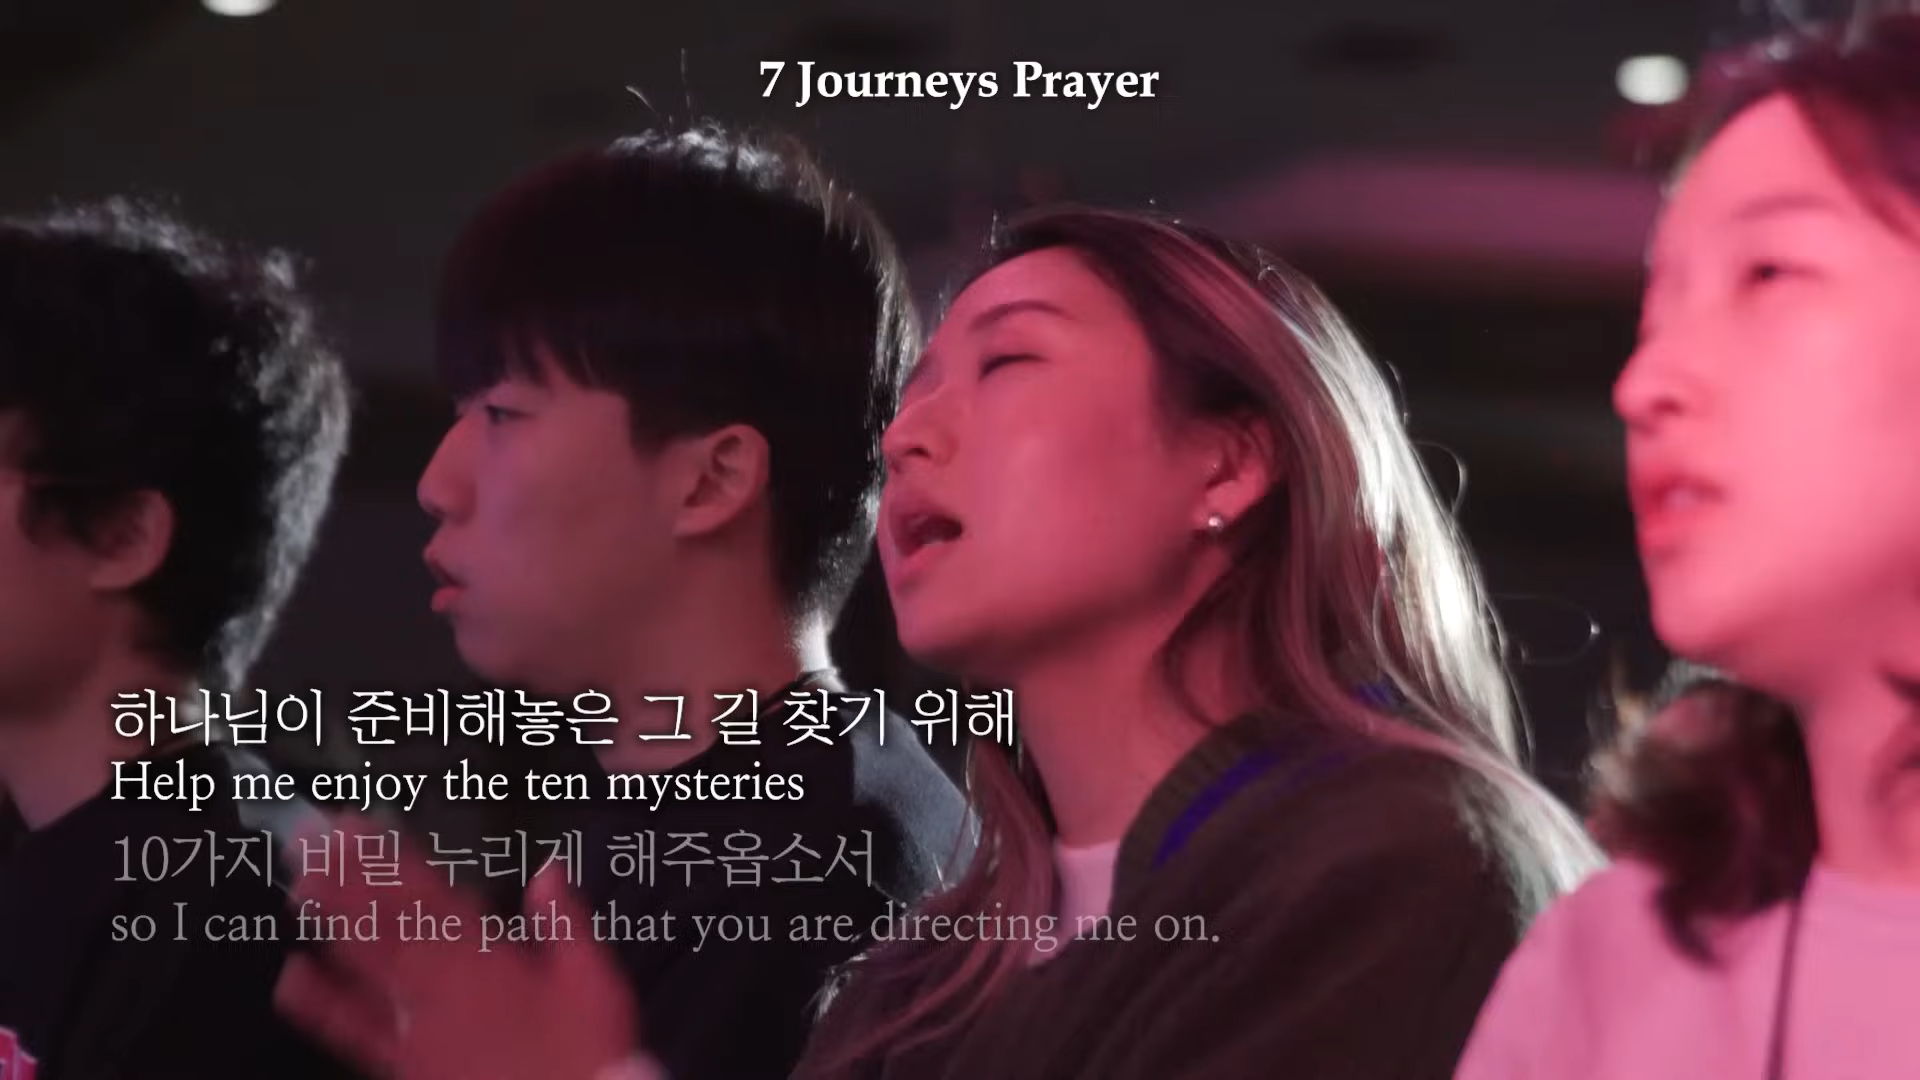 7 Journeys Prayer
하나님이 준비해놓은 그 길 찾기 위해
Help me enjoy the ten mysteries
10가지 비밀 누리게 해주옵소서
so I can find the path that you are directing me on.